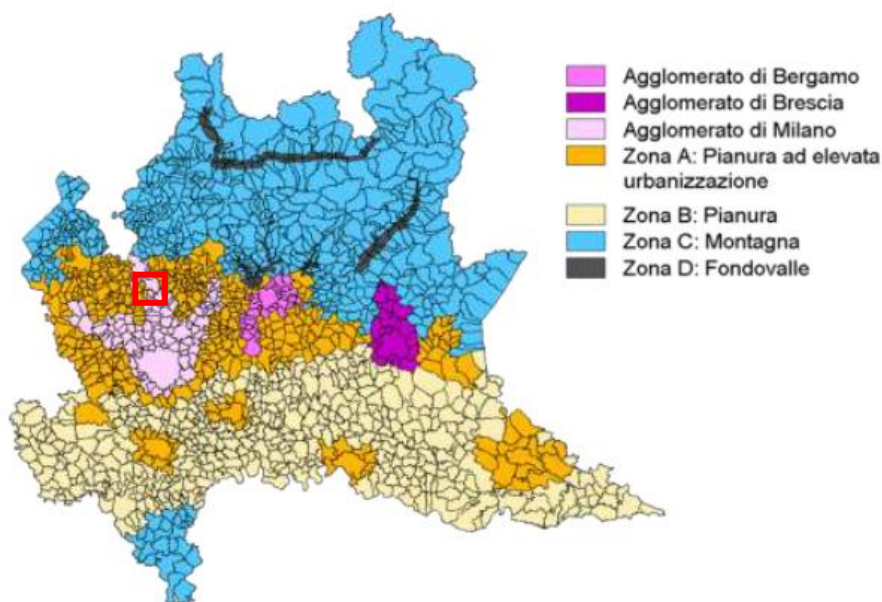 Agglomerato di Bergamo
Agglomerato di Brescia
Agglomerato di Milano
Zona A: Pianura ad elevata
urbanizzazione
Zona B: Pianura
Zona C: Montagna
Zona D: Fondovalle